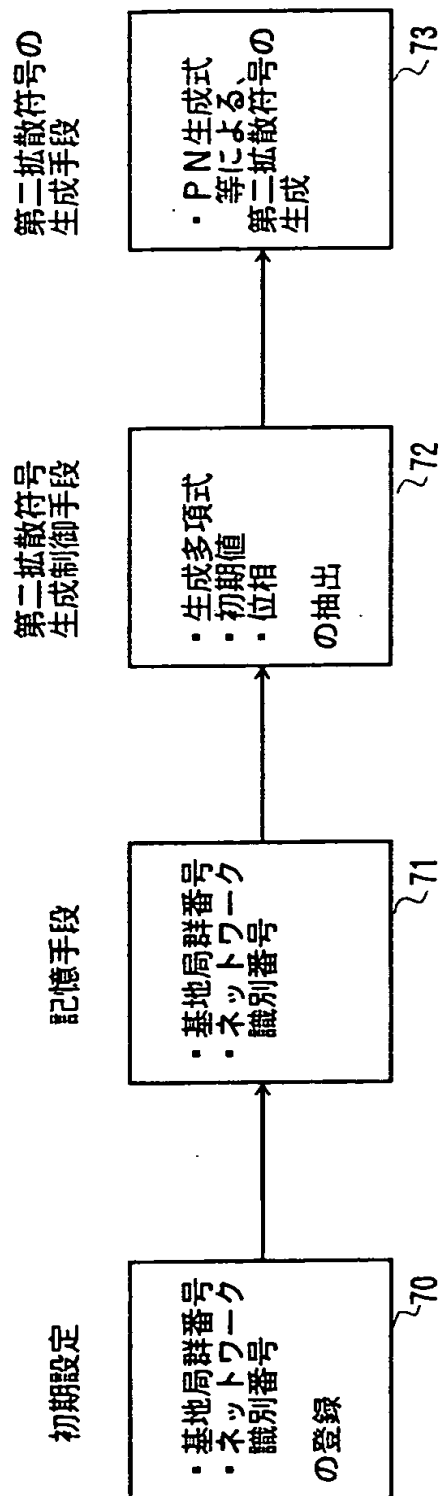 初期設定
・基地局群番号
・ネットワーク
識別番号
の登録
70
記憶手段
・基地局群番号
・ネットワーク
識別番号
71
第二拡散符号
生成制御手段
・生成多項式
・初期値
・位相
の抽出
72
第二拡散符号の
生成手段
・PN生成式
等による、
第二拡散符号の
生成
73